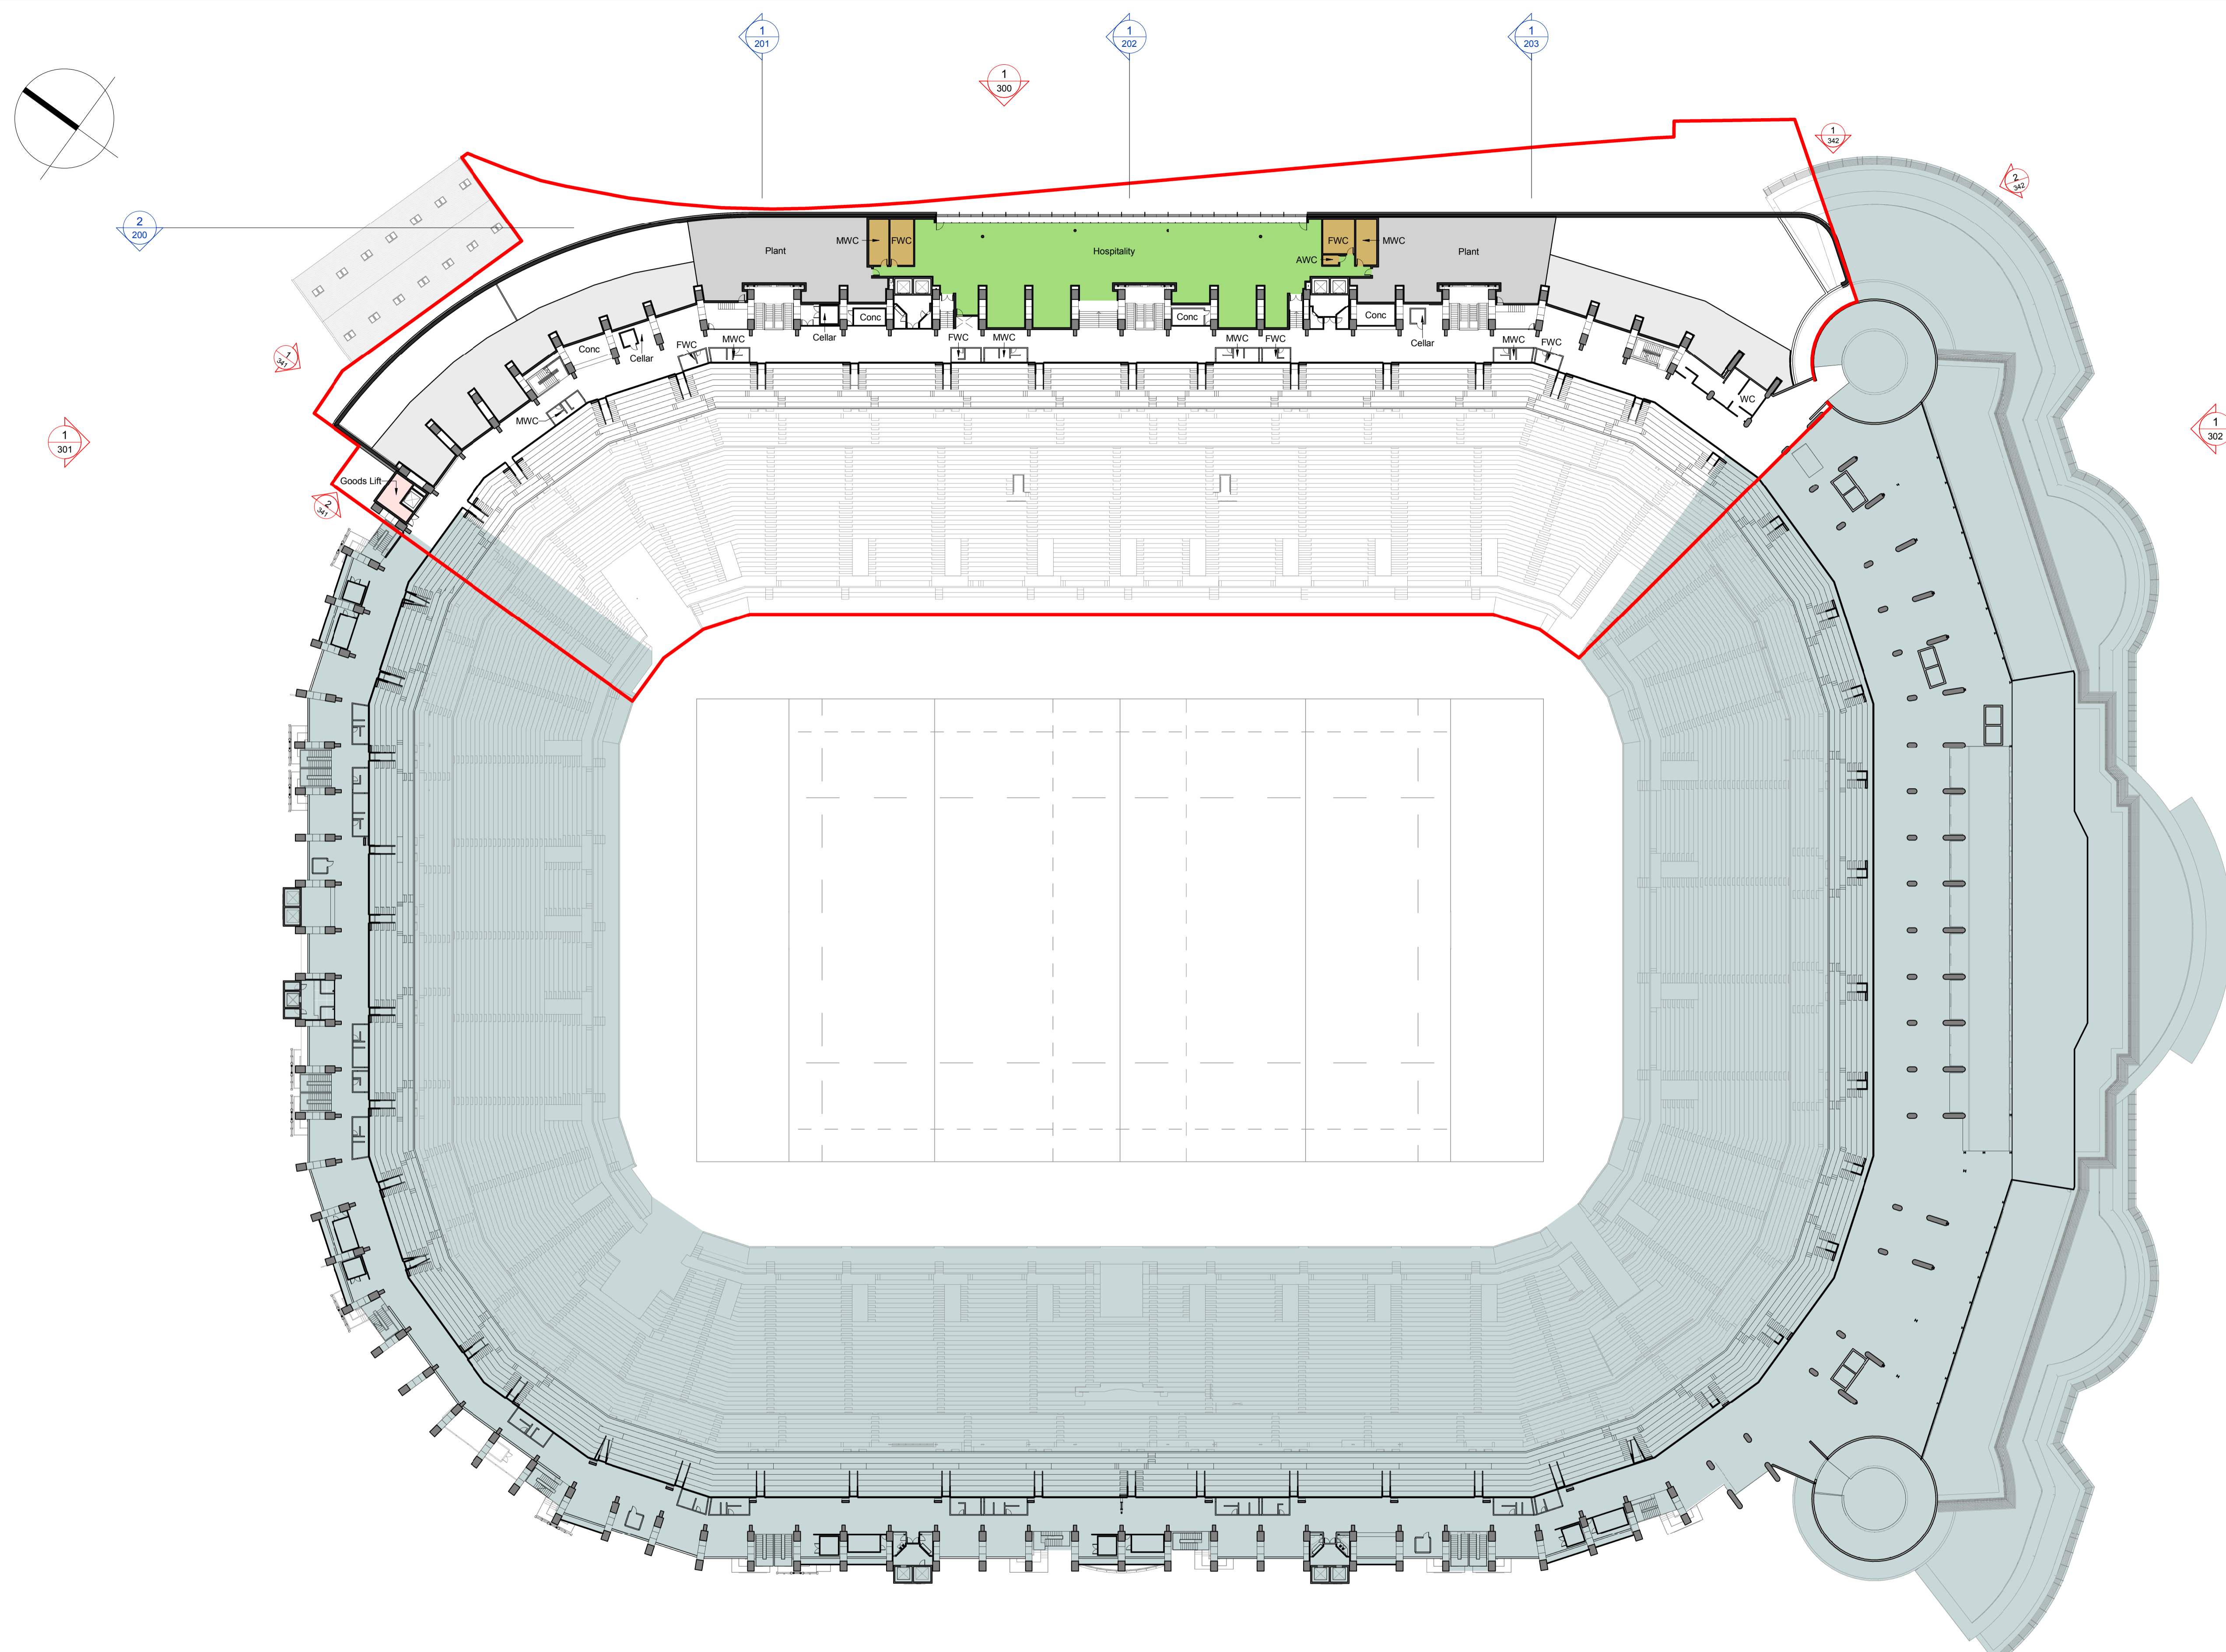 1
201
1
202
1
203
1
300
1
342
2
342
2
200
MWC
FWC
Plant
Hospitality
FWC
MWC
AWC
Plant
Conc
Conc
Conc
Cellar
Cellar
Cellar
Conc
FWC
MWC
FWC
MWC
MWC
FWC
MWC
FWC
1
341
WC
MWC
1
301
1
302
Goods Lift
2
341